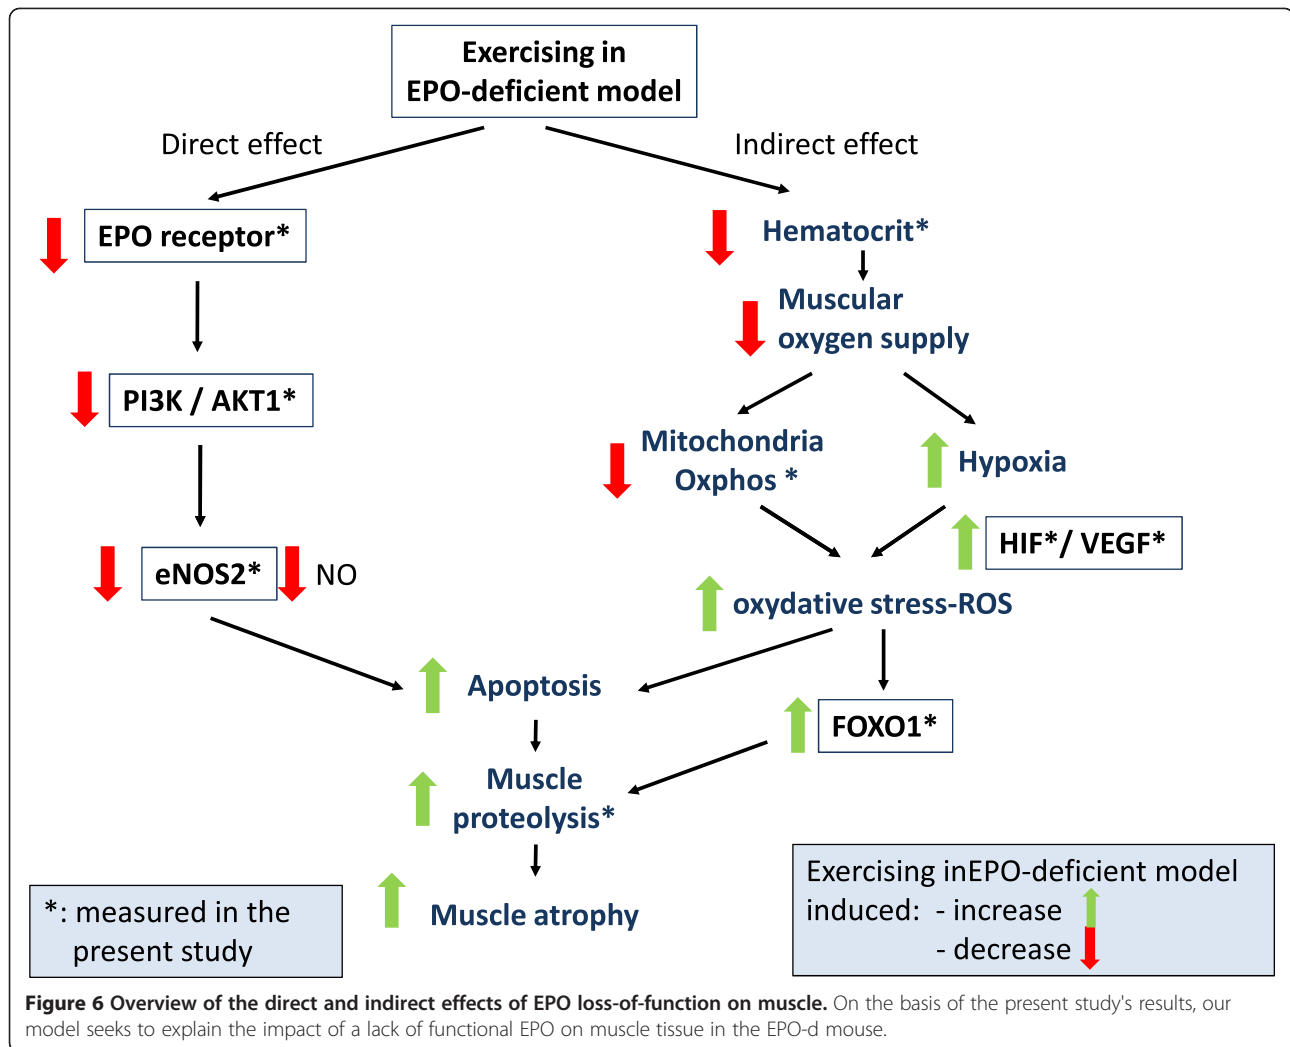 Exercising in
EPO-deficient model
Direct effect
Indirect effect
EPO receptor*
Hematocrit*
Muscular
oxygen supply
PI3K / AKT1*
Mitochondria
Oxphos *
Hypoxia
HIF*/ VEGF*
eNOS2*
NO
oxydative stress-ROS
Apoptosis
FOXO1*
Muscle
proteolysis*
Muscle atrophy
*: measured in the
present study
Exercising inEPO-deficient model
induced: - increase
- decrease
Figure 6 Overview of the direct and indirect effects of EPO loss-of-function on muscle. On the basis of the present study's results, our
model seeks to explain the impact of a lack of functional EPO on muscle tissue in the EPO-d mouse.